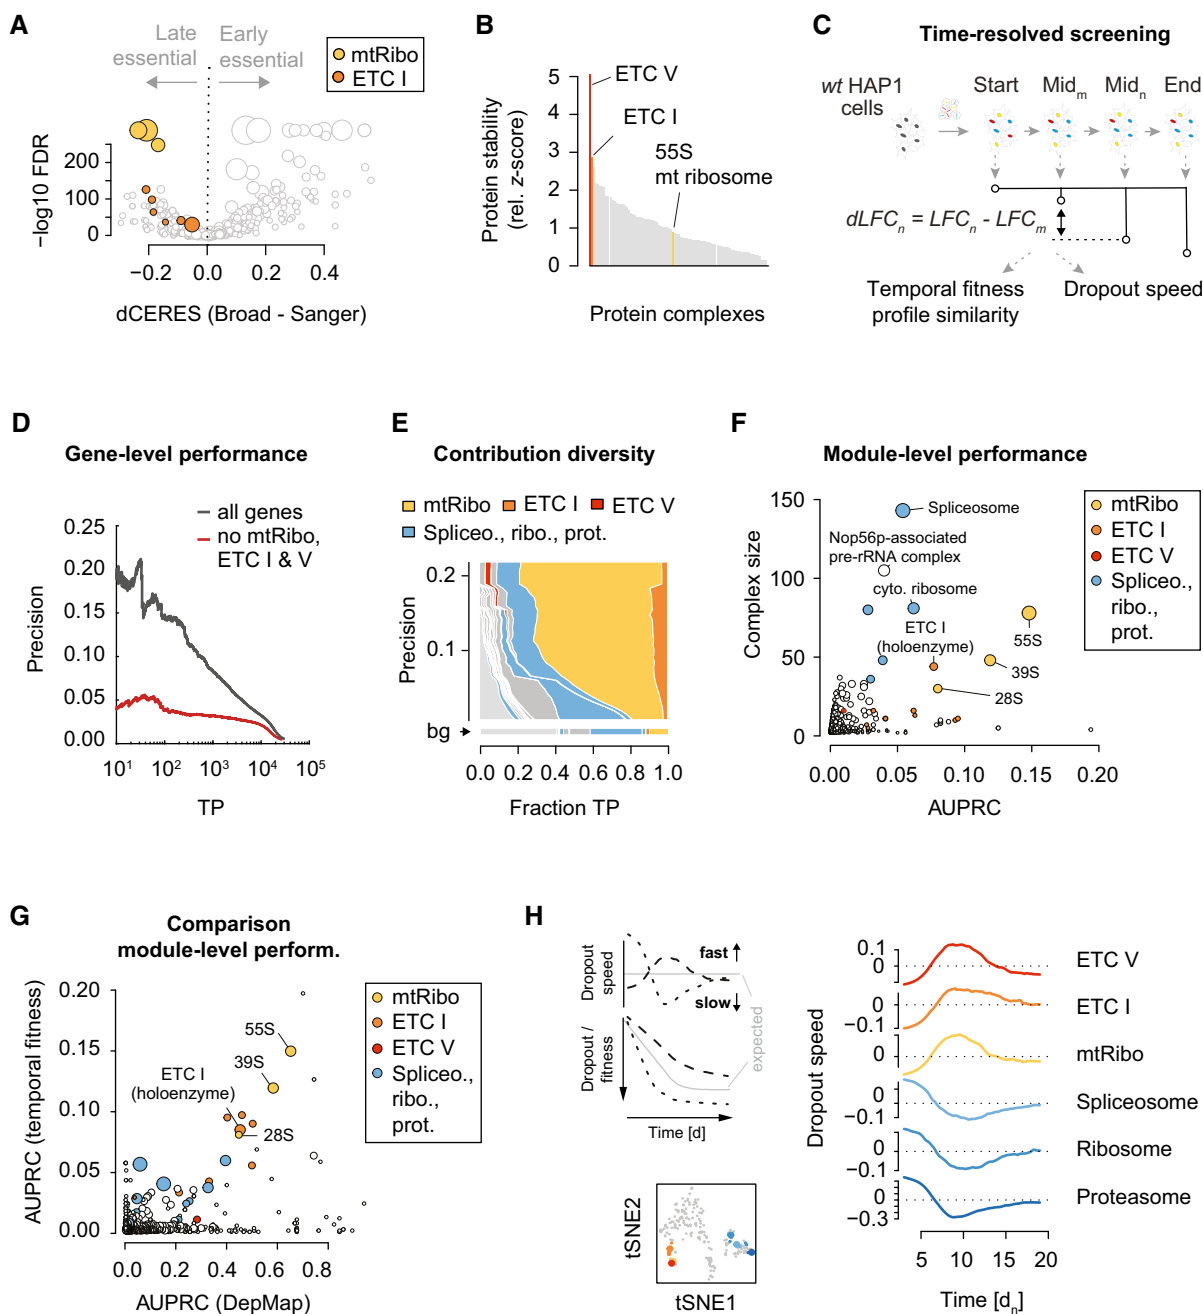 A
Late
essential
Early
essential
mtRibo
ETC I
−log10 FDR
200
100
0
−0.2
0.0
0.2
0.4
dCERES (Broad - Sanger)
B
Protein stability
(rel. z-score)
5
4
3
2
1
0
ETC V
ETC I
55S
mt ribosome
Protein complexes
C
Time-resolved screening
wt HAP1
cells
Start
Midm
Midn
End
dLFCn = LFCn - LFCm
Temporal fitness
profile similarity
Dropout speed
D
Gene-level performance
all genes
no mtRibo,
ETC I & V
Precision
0.25
0.20
0.15
0.10
0.05
0.00
10¹
10²
10³
10⁴
10⁵
TP
E
Contribution diversity
mtRibo
ETC I
ETC V
Spliceo., ribo., prot.
Precision
0.2
0.1
bg
0.0
0.2
0.4
0.6
0.8
1.0
Fraction TP
F
Module-level performance
Complex size
150
100
50
0
Spliceosome
Nop56p-associated
pre-rRNA complex
cyto. ribosome
ETC I
(holoenzyme)
55S
39S
28S
mtRibo
ETC I
ETC V
Spliceo.,
ribo.,
prot.
0.00
0.05
0.10
0.15
0.20
AUPRC
G
Comparison
module-level perform.
AUPRC (temporal fitness)
0.20
0.15
0.10
0.05
0.00
55S
39S
ETC I
(holoenzyme)
28S
mtRibo
ETC I
ETC V
Spliceo.,
ribo.,
prot.
0.0
0.2
0.4
0.6
0.8
AUPRC (DepMap)
H
Dropout
speed
fast
slow
expected
Dropout /
fitness
Time [d]
tSNE2
tSNE1
Dropout speed
0.1
0
ETC V
0
−0.1
ETC I
0
mtRibo
0
−0.1
Spliceosome
0
−0.1
Ribosome
0
−0.3
Proteasome
5
10
15
20
Time [dn]